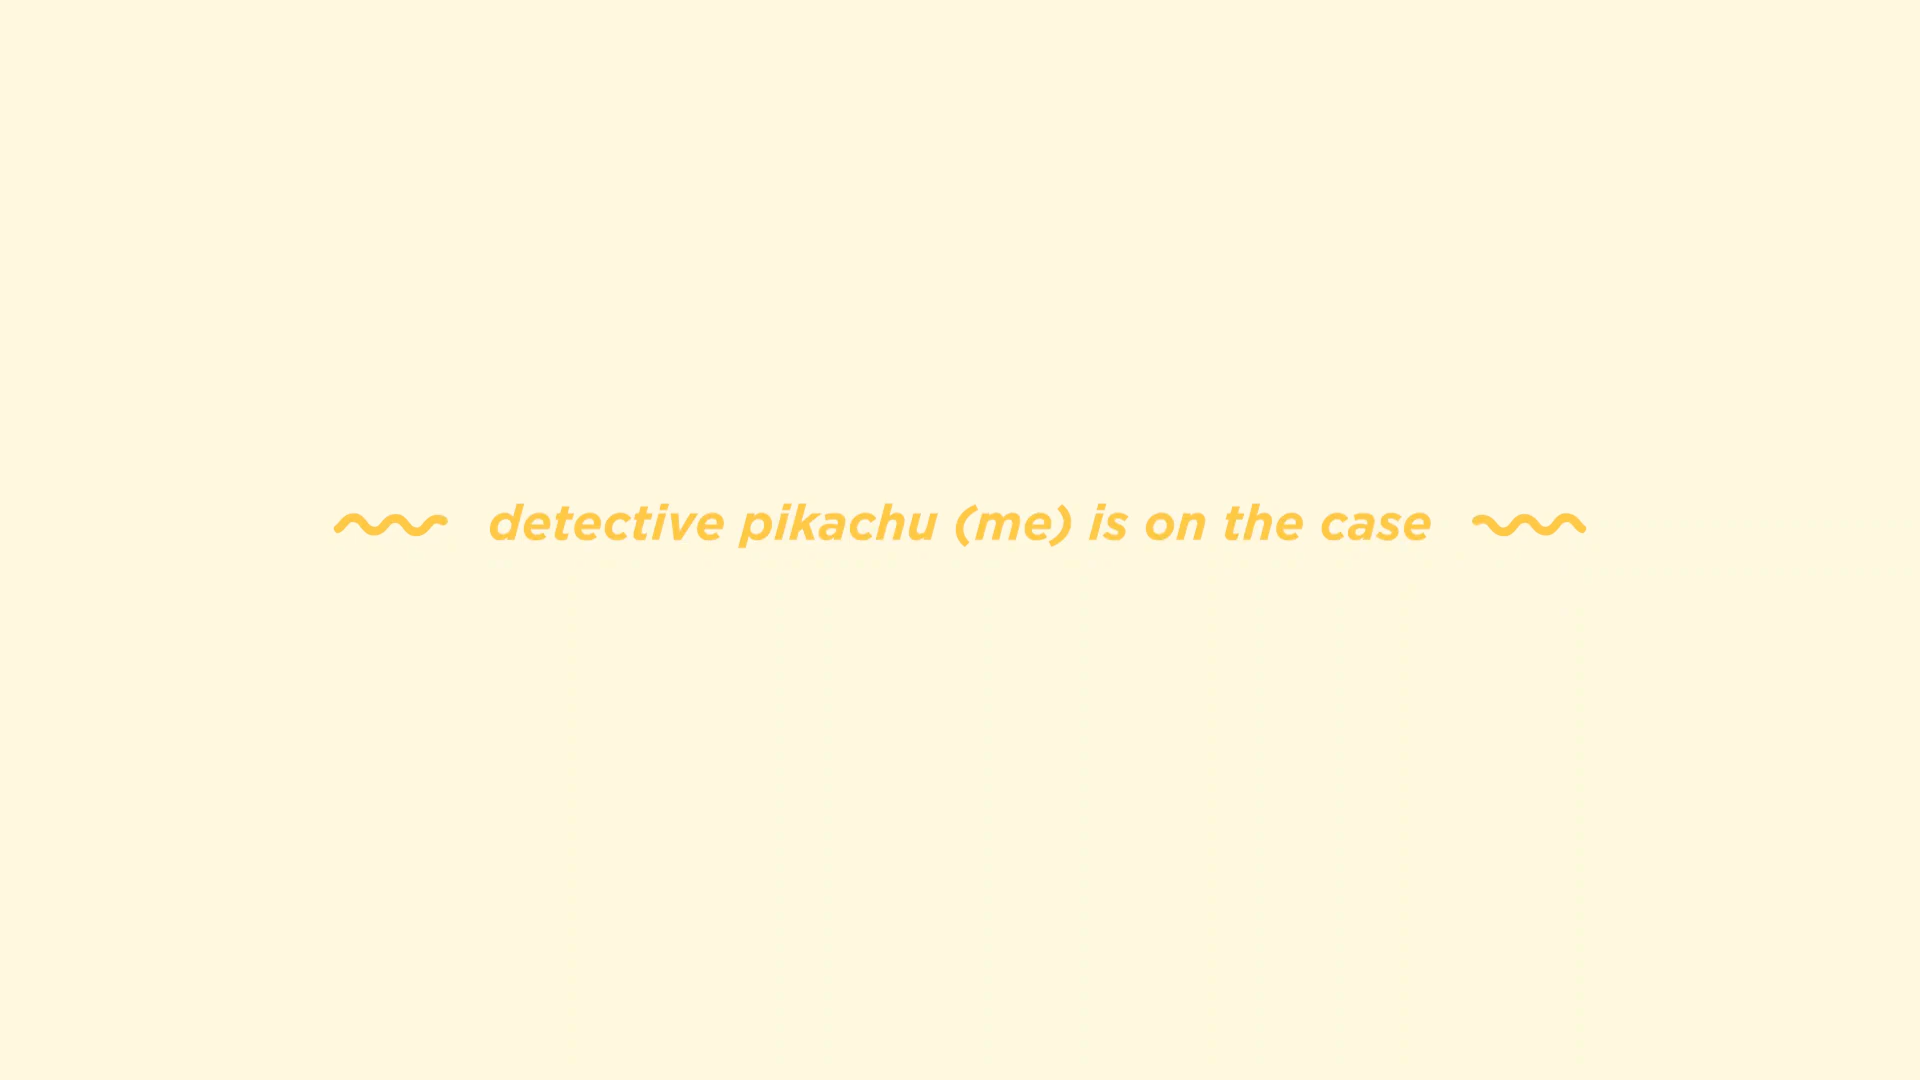 detective pikachu (me) is on the case